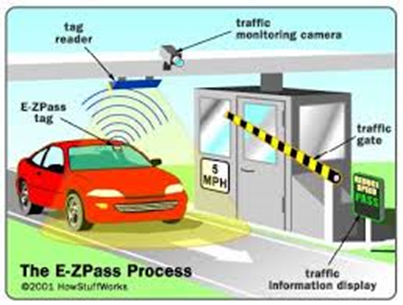 tag
reader
traffic
monitoring camera
E-ZPass
tag
traffic
gate
5
MPH
REDUCE
SPEED
PASS
The E-ZPass Process
©2001 HowStuffWorks
traffic
information display